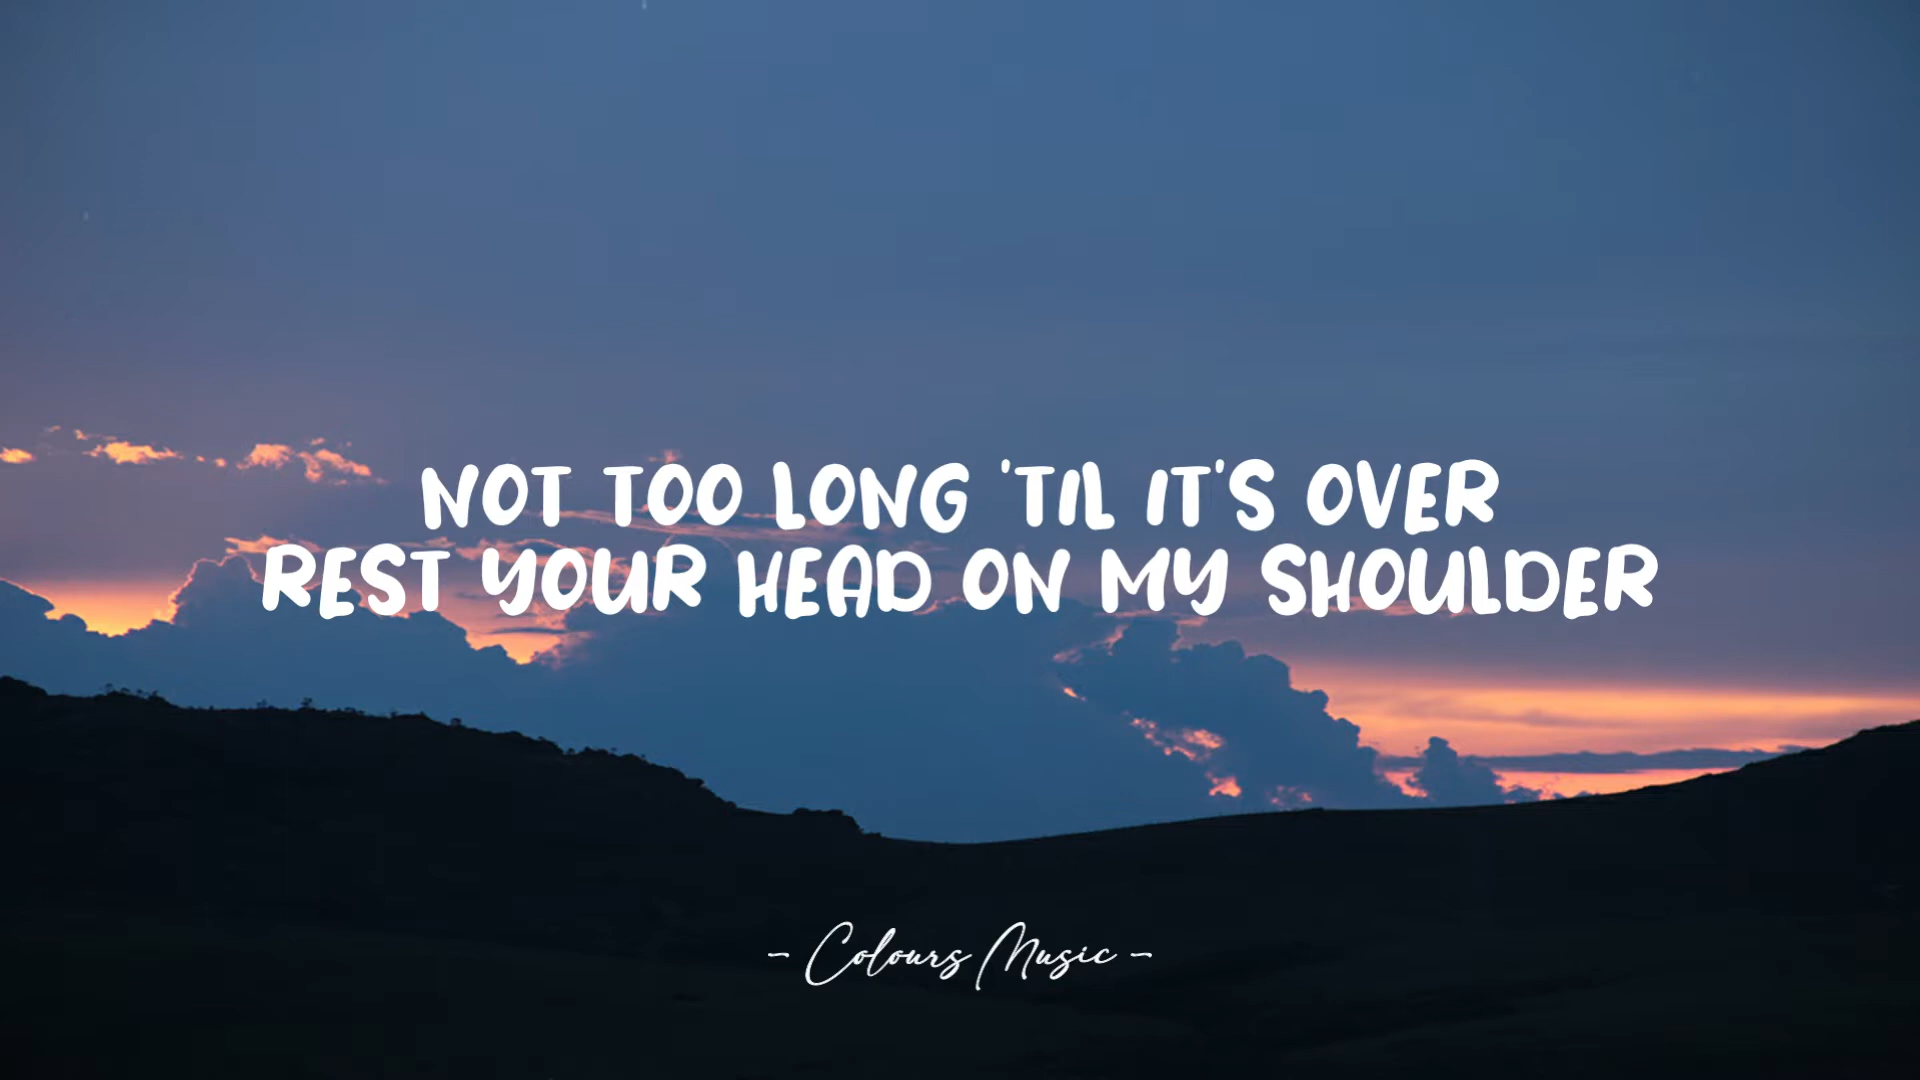 NOT TOO LONG 'TIL IT'S OVER
REST YOUR HEAD ON MY SHOULDER
- Colours Music -